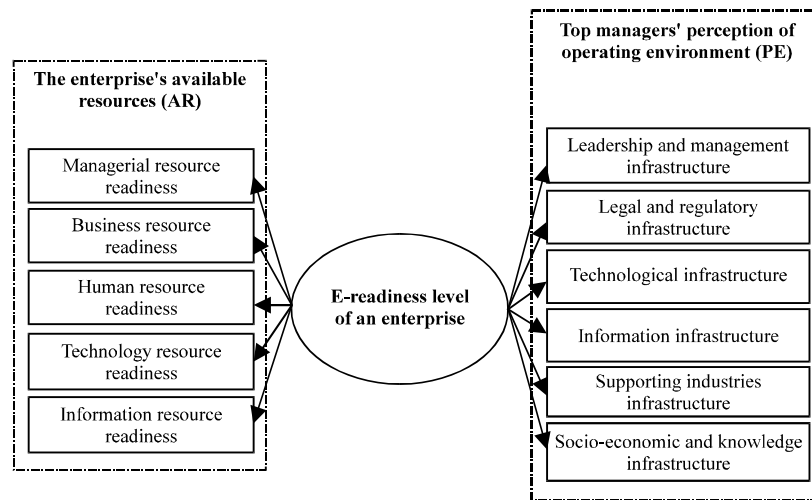 The enterprise's available
resources (AR)
Managerial resource
readiness
Business resource
readiness
Human resource
readiness
Technology resource
readiness
Information resource
readiness
E-readiness level
of an enterprise
Top managers' perception of
operating environment (PE)
Leadership and management
infrastructure
Legal and regulatory
infrastructure
Technological infrastructure
Information infrastructure
Supporting industries
infrastructure
Socio-economic and knowledge
infrastructure